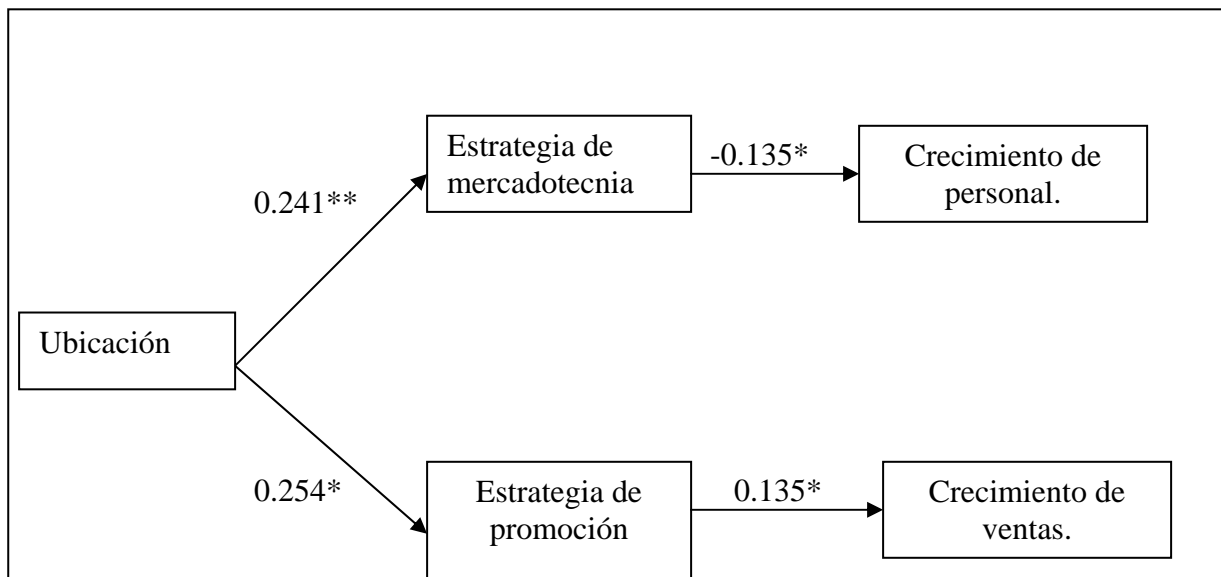 Estrategia de
mercadotecnia
-0.135*
Crecimiento de
personal.
0.241**
Ubicación
0.254*
Estrategia de
promoción
0.135*
Crecimiento de
ventas.